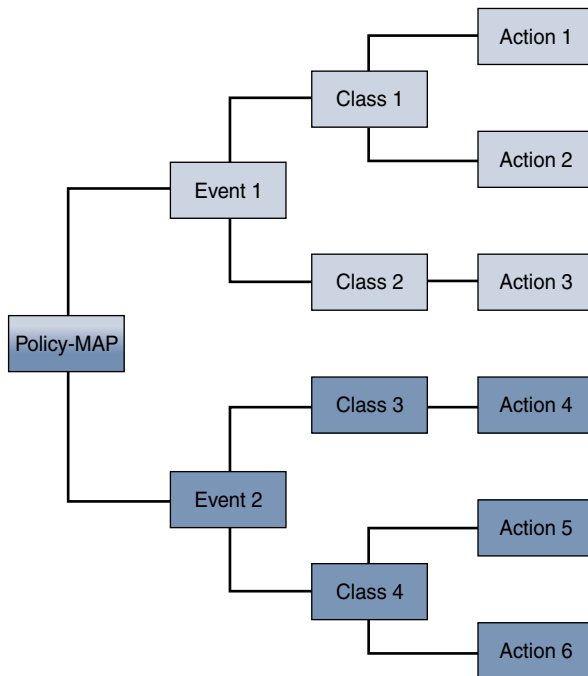 Action 1
Class 1
Action 2
Event 1
Class 2
Action 3
Policy-MAP
Class 3
Action 4
Event 2
Action 5
Class 4
Action 6